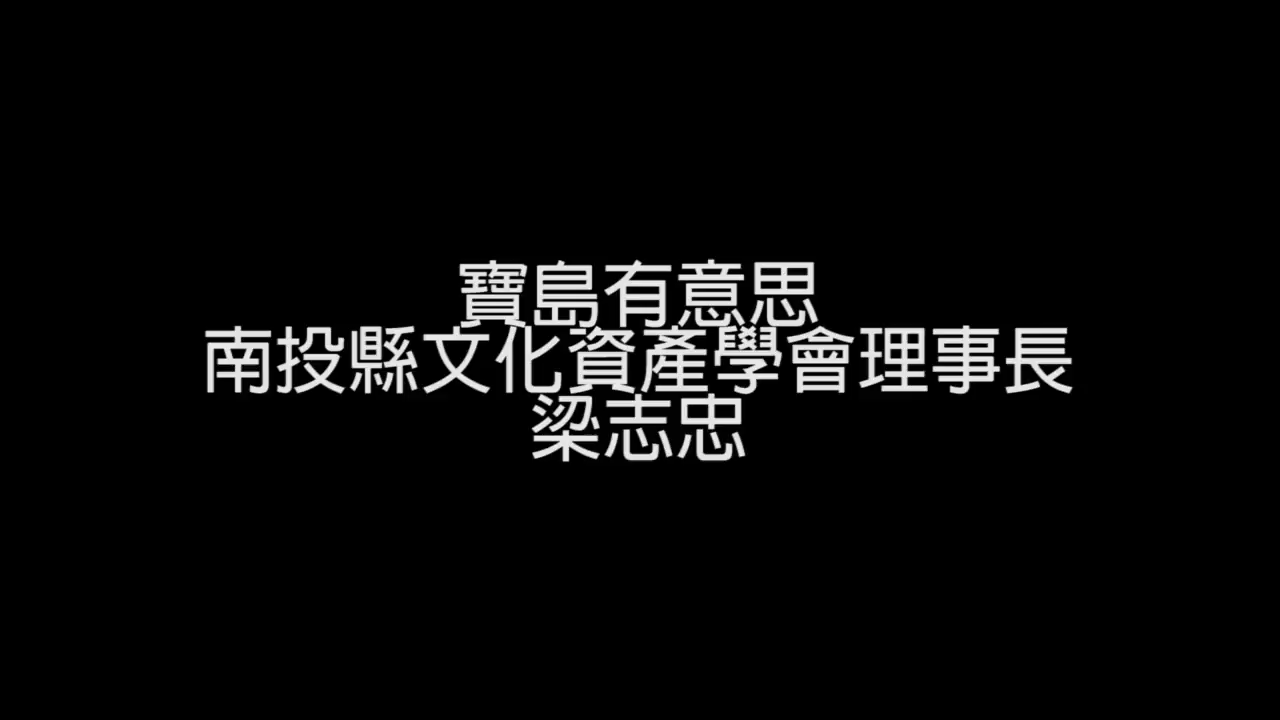 寶島有意思
南投縣文化資產學會理事長
梁志忠